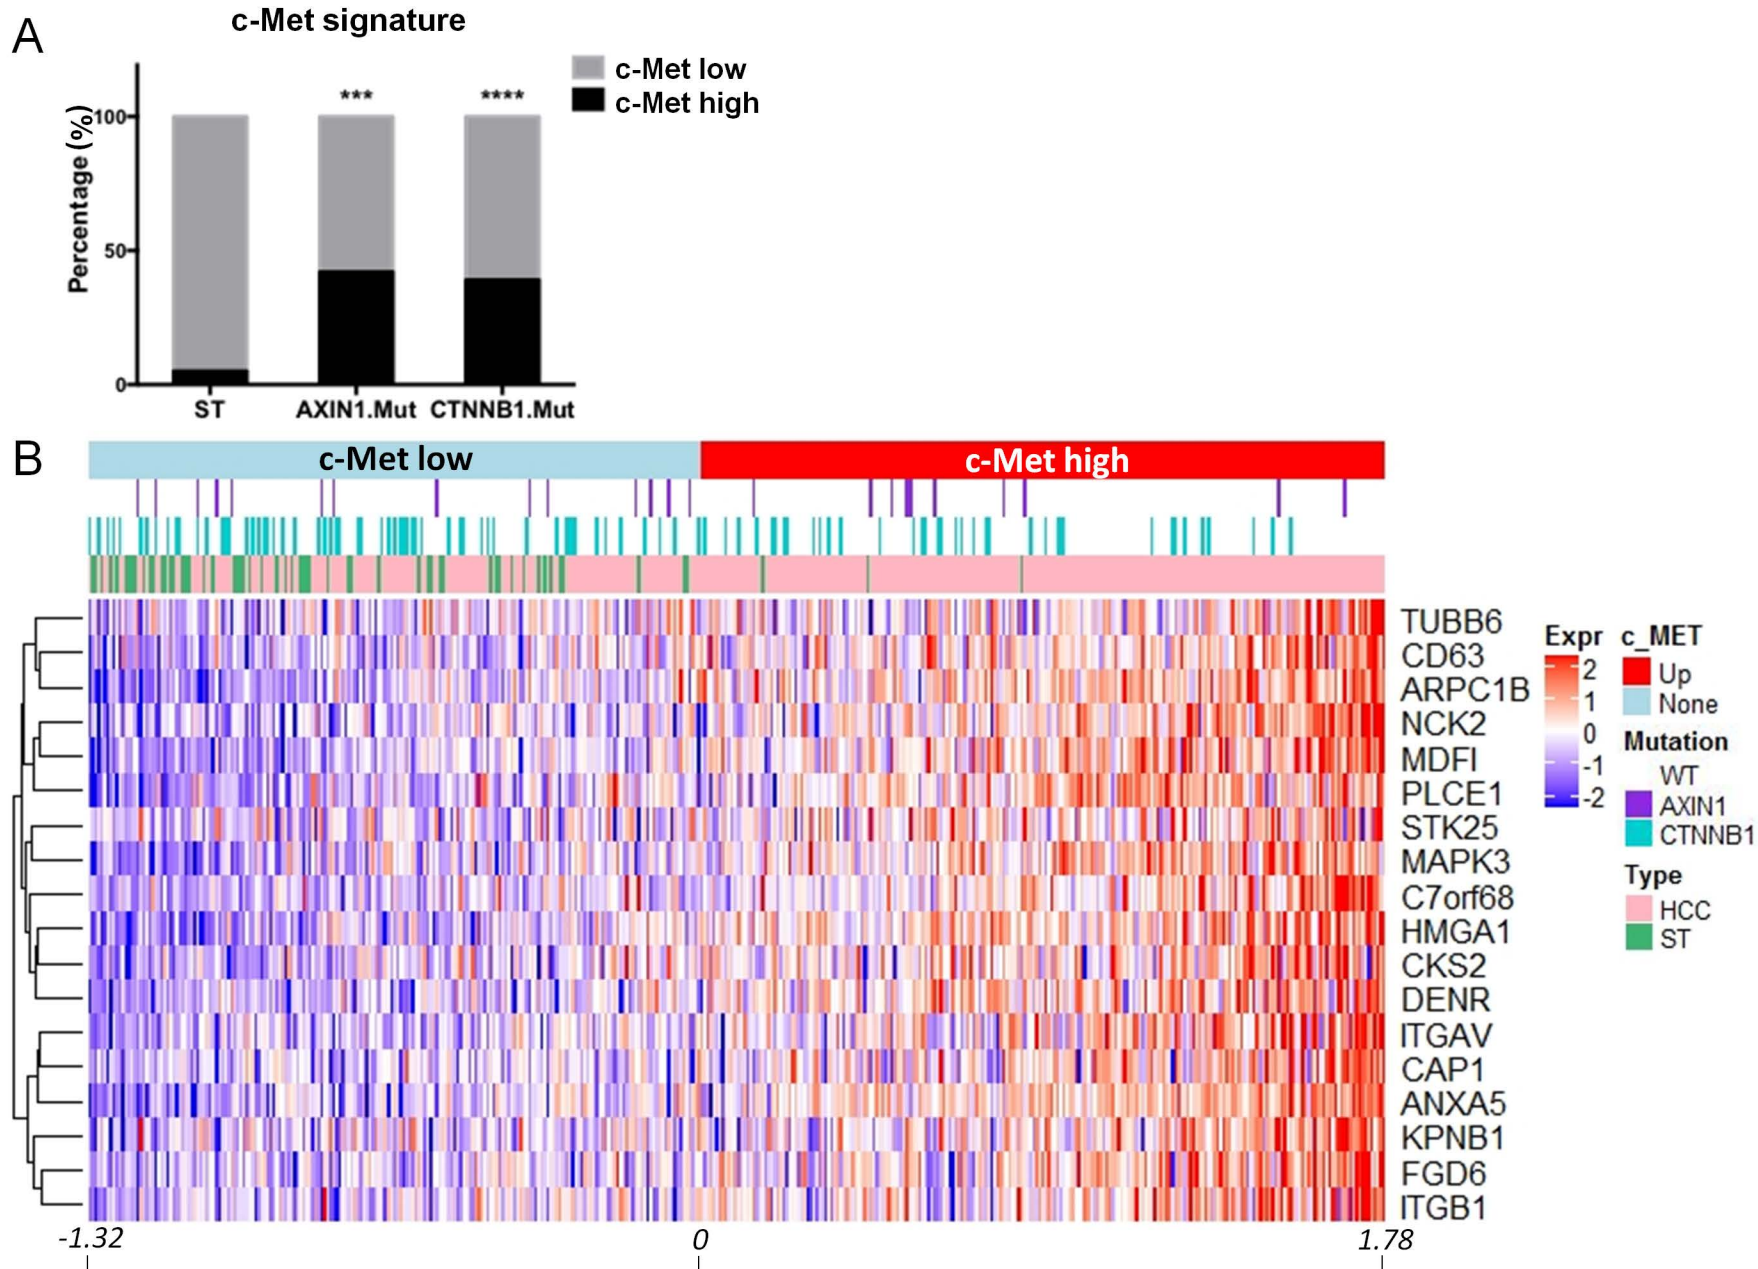 A
c-Met signature
c-Met low
c-Met high
*** ****
Percentage (%)
100
50
0
ST AXIN1.Mut CTNNB1.Mut
B
c-Met low c-Met high
TUBB6
CD63
ARPC1B
NCK2
MDFI
PLCE1
STK25
MAPK3
C7orf68
HMGA1
CKS2
DENR
ITGAV
CAP1
ANXA5
KPNB1
FGD6
ITGB1
Expr
2
1
0
-1
-2
c_MET
Up
None
Mutation
WT
AXIN1
CTNNB1
Type
HCC
ST
-1.32 0 1.78